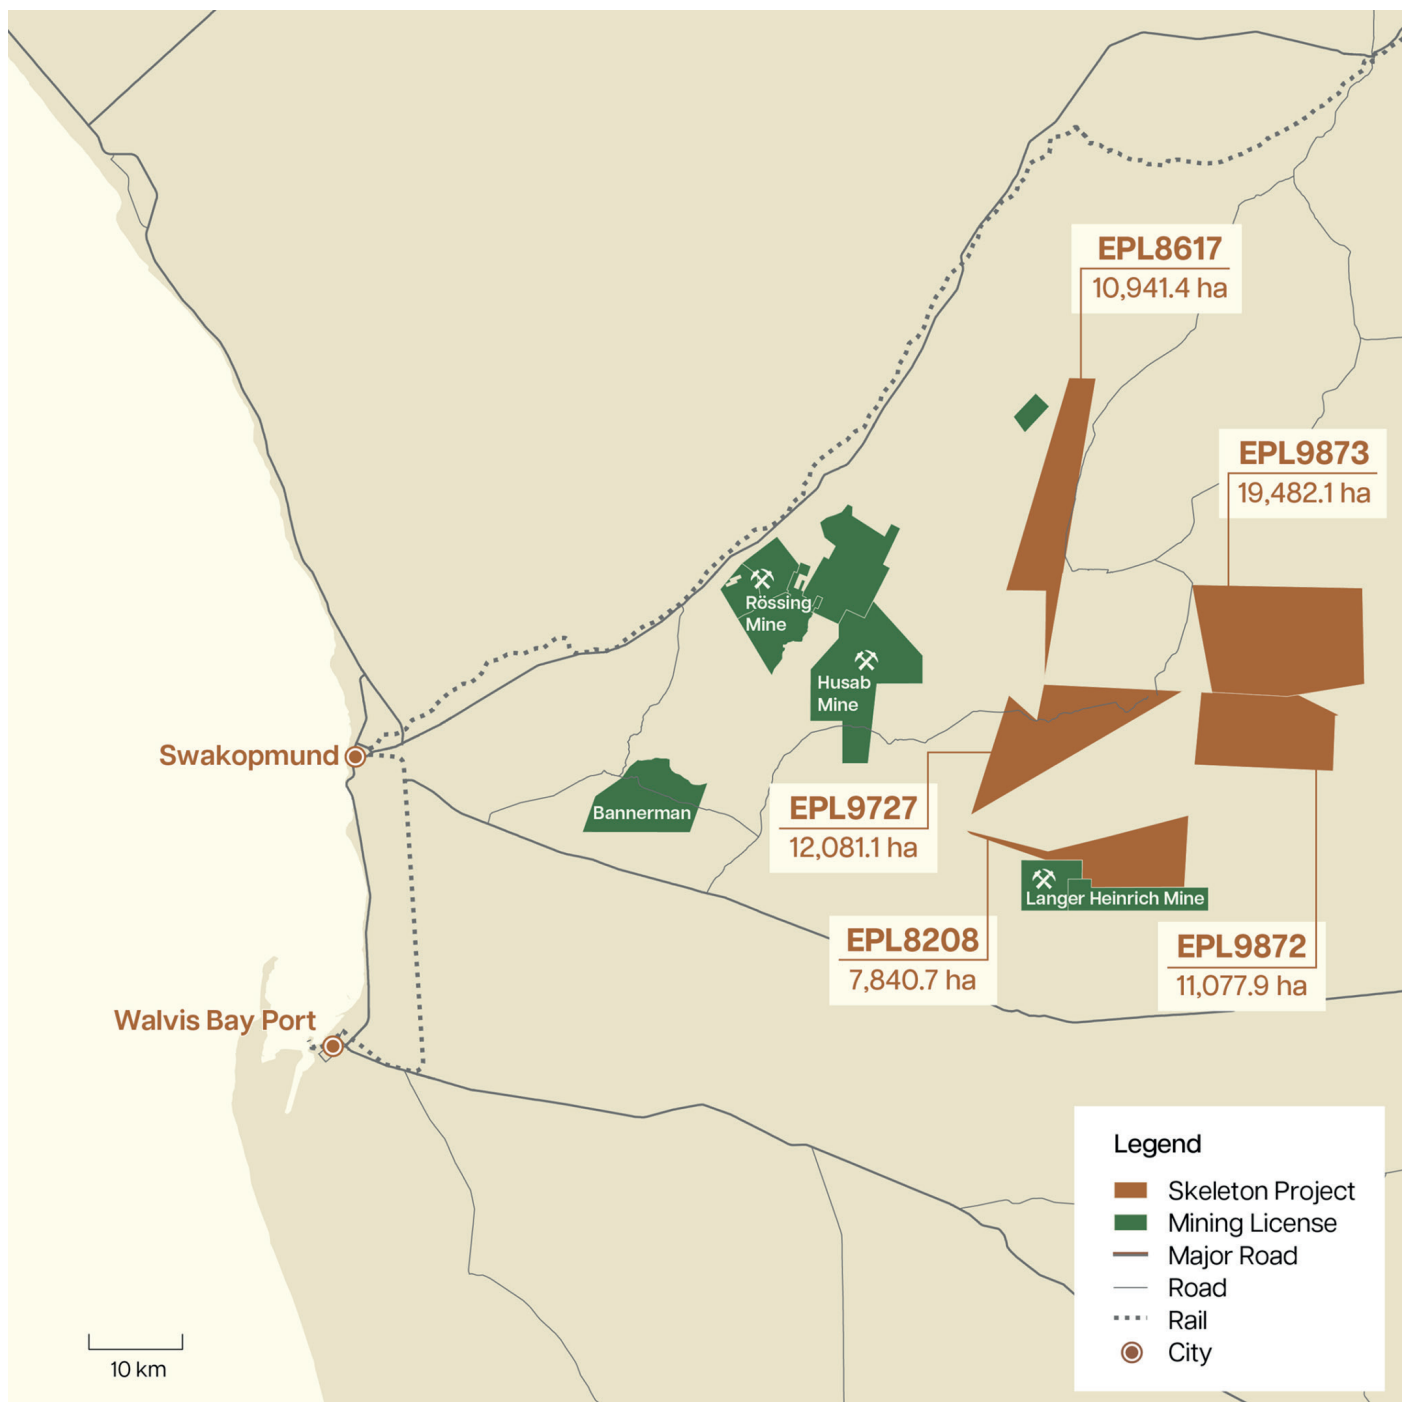 EPL8617
10,941.4 ha
EPL9873
19,482.1 ha
Rössing
Mine
Husab
Mine
Swakopmund
Bannerman
EPL9727
12,081.1 ha
Langer Heinrich Mine
EPL8208
7,840.7 ha
EPL9872
11,077.9 ha
Walvis Bay Port
Legend
Skeleton Project
Mining License
Major Road
Road
Rail
City
10 km